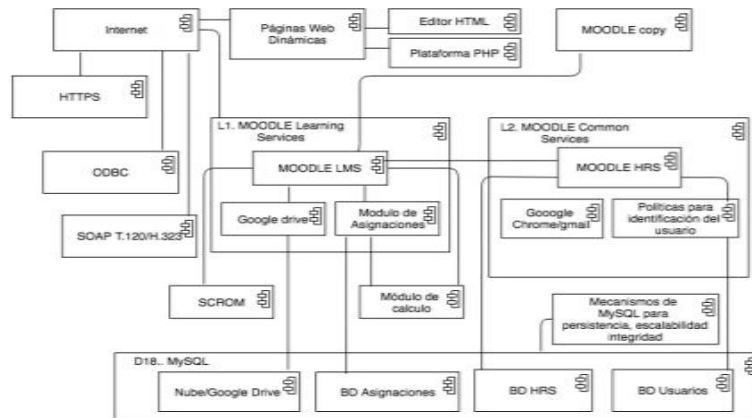 Internet
Páginas Web
Dinámicas
Editor HTML
Plataforma PHP
MOODLE copy
HTTPS
ODBC
SOAP T.120/H.323
L1. MOODLE Learning
Services
MOODLE LMS
Google drive
Modulo de
Asignaciones
L2. MOODLE Common
Services
MOODLE HRS
Gooogle
Chrome/gmail
Políticas para
identificación del
usuario
SCROM
Módulo de
calculo
Mecanismos de
MySQL para
persistencia, escalabilidad
integridad
D18.. MySQL
Nube/Google Drive
BD Asignaciones
BD HRS
BD Usuarios